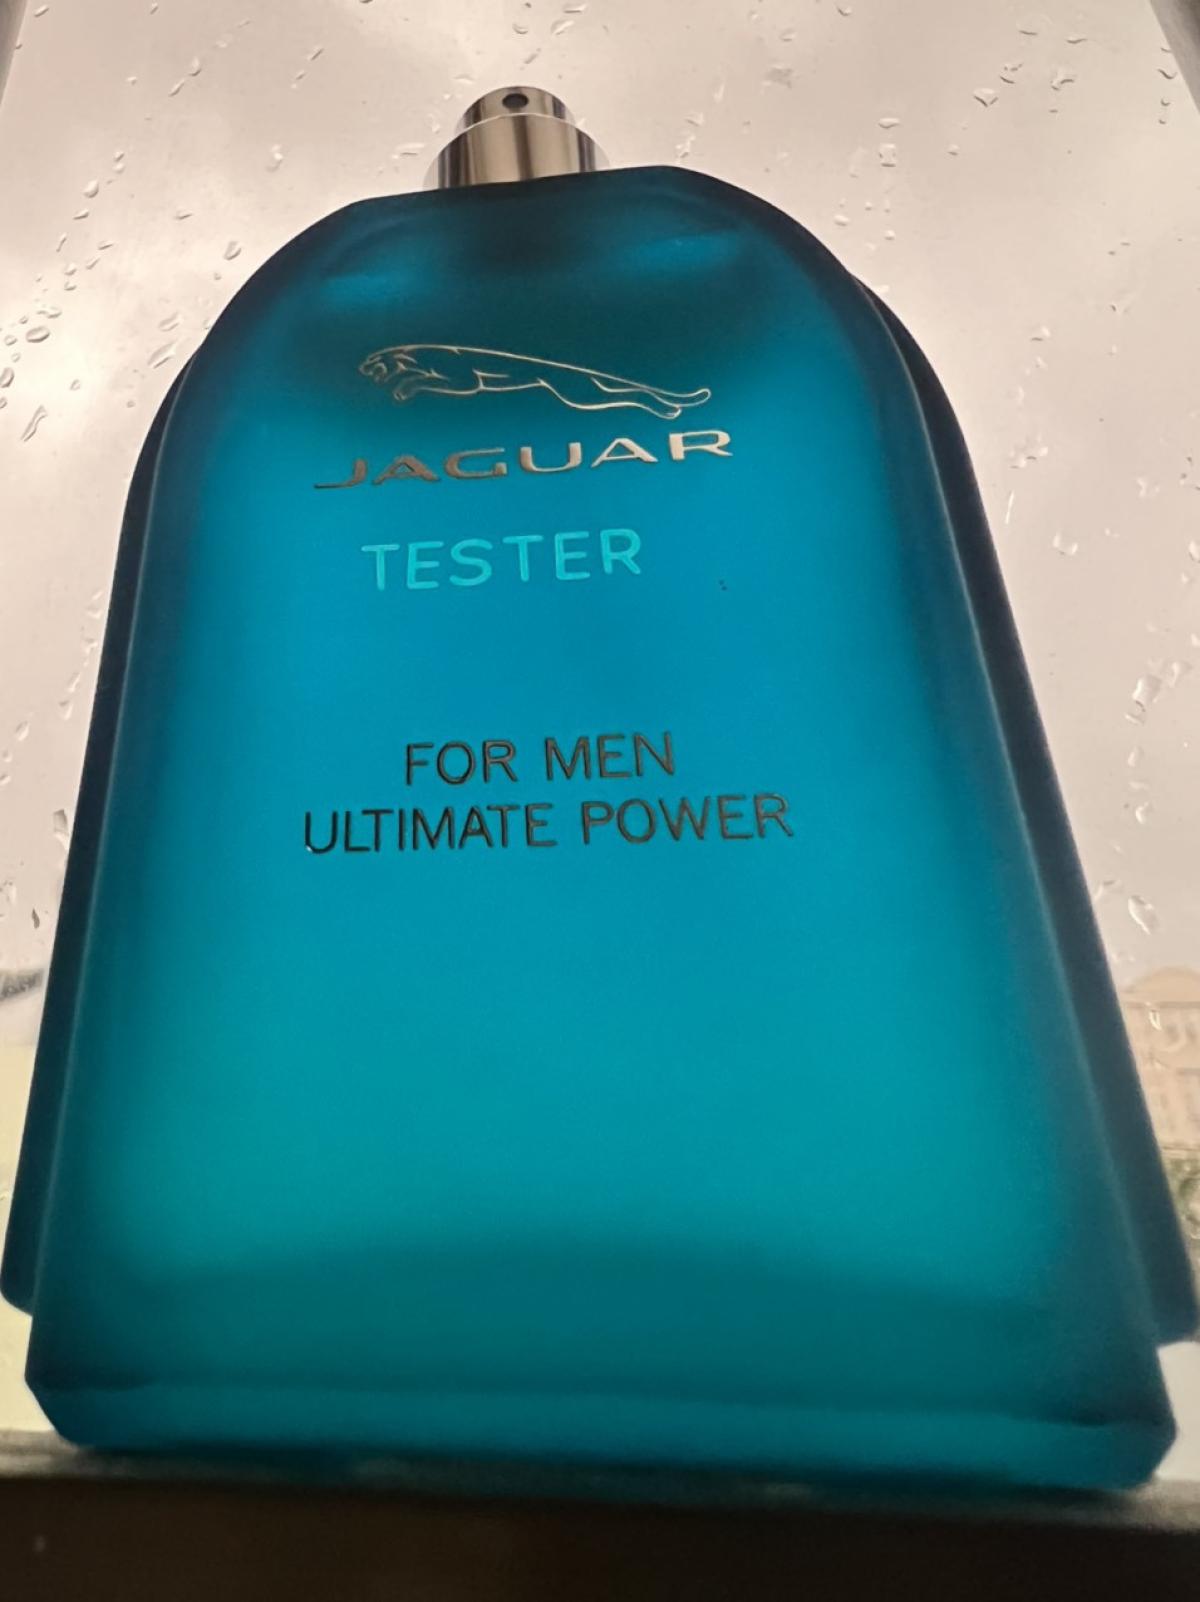 JAGUAR
TESTER
FOR MEN
ULTIMATE POWER